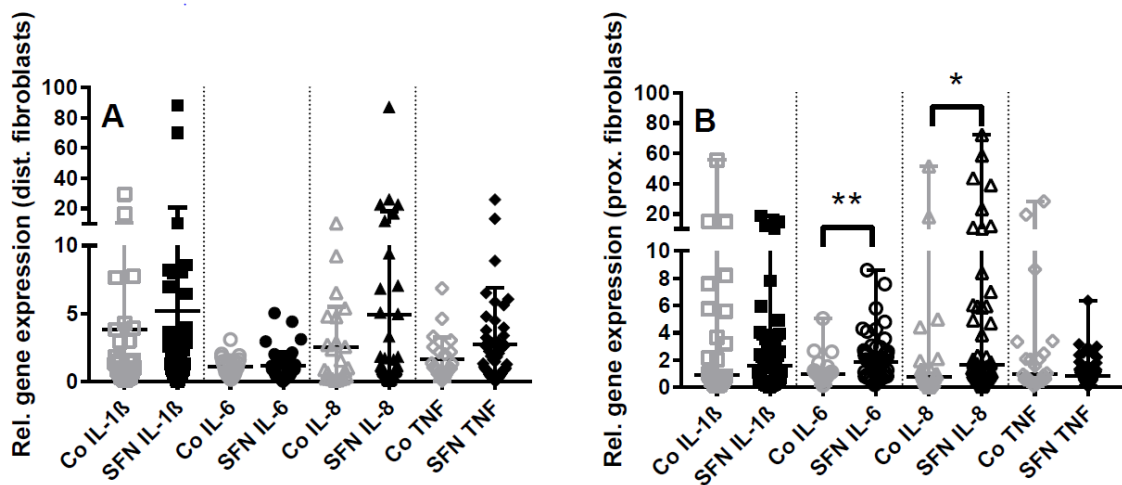 Rel. gene expression (dist. fibroblasts)
A
100
80
60
40
20
10
5
0
Co IL-1ß
SFN IL-1ß
Co IL-6
SFN IL-6
Co IL-8
SFN IL-8
Co TNF
SFN TNF
Rel. gene expression (prox. fibroblasts)
B
*
**
100
80
60
40
20
10
8
6
4
2
0
Co IL-1ß
SFN IL-1ß
Co IL-6
SFN IL-6
Co IL-8
SFN IL-8
Co TNF
SFN TNF